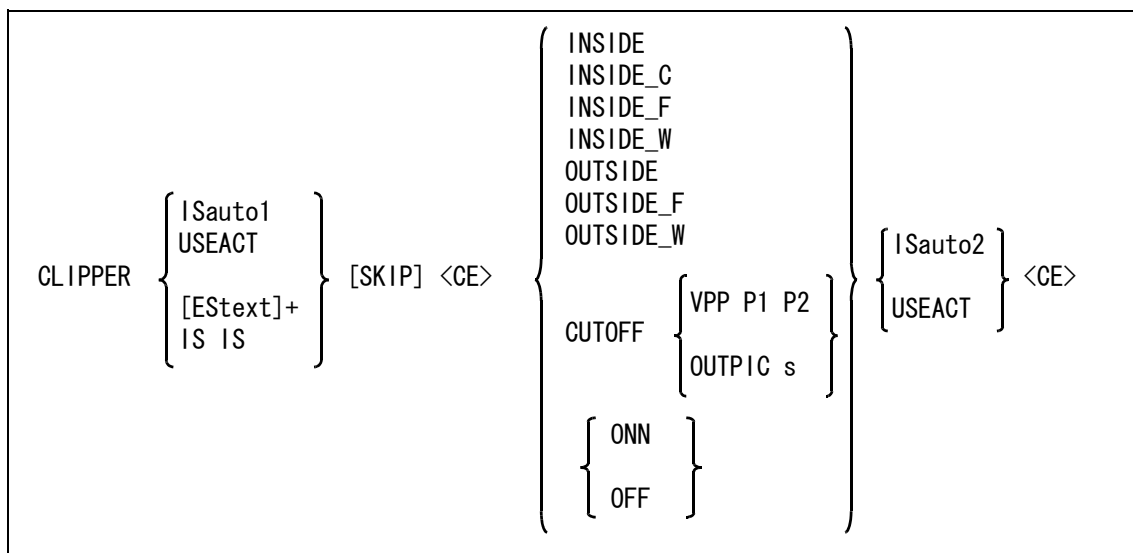 CLIPPER
ISauto1
USEACT
[EStext]+
IS IS
[SKIP] <CE>
INSIDE
INSIDE_C
INSIDE_F
INSIDE_W
OUTSIDE
OUTSIDE_F
OUTSIDE_W
CUTOFF
VPP P1 P2
OUTPIC s
ONN
OFF
ISauto2
USEACT
<CE>